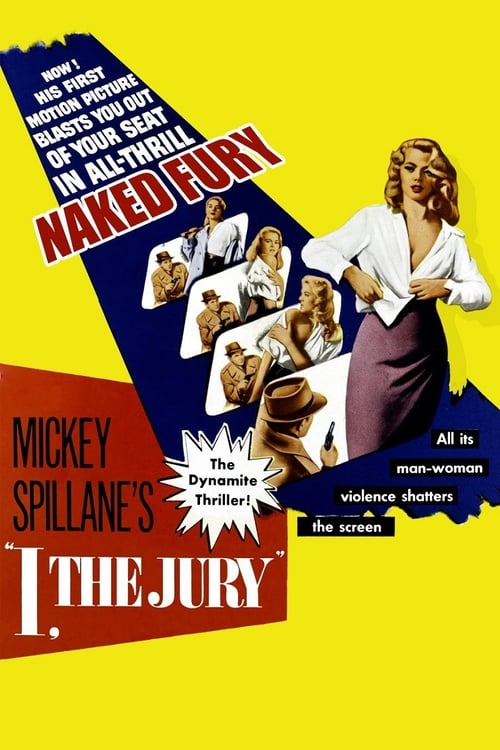 NOW!
HIS FIRST
MOTION PICTURE
BLASTS YOU OUT
OF YOUR SEAT
IN ALL-THRILL
NAKED FURY
MICKEY
SPILLANE'S
"I, THE JURY"
The
Dynamite
Thriller!
All its
man-woman
violence shatters
the screen